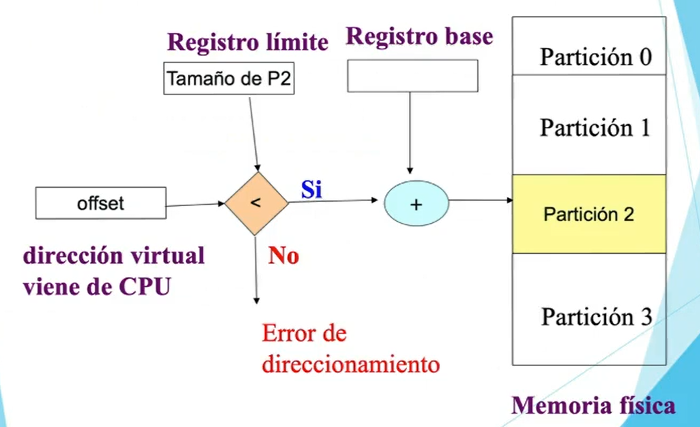 Registro límite
Registro base
Tamaño de P2
Partición 0
Partición 1
Si
<
+
offset
Partición 2
dirección virtual
viene de CPU
No
Partición 3
Error de
direccionamiento
Memoria física